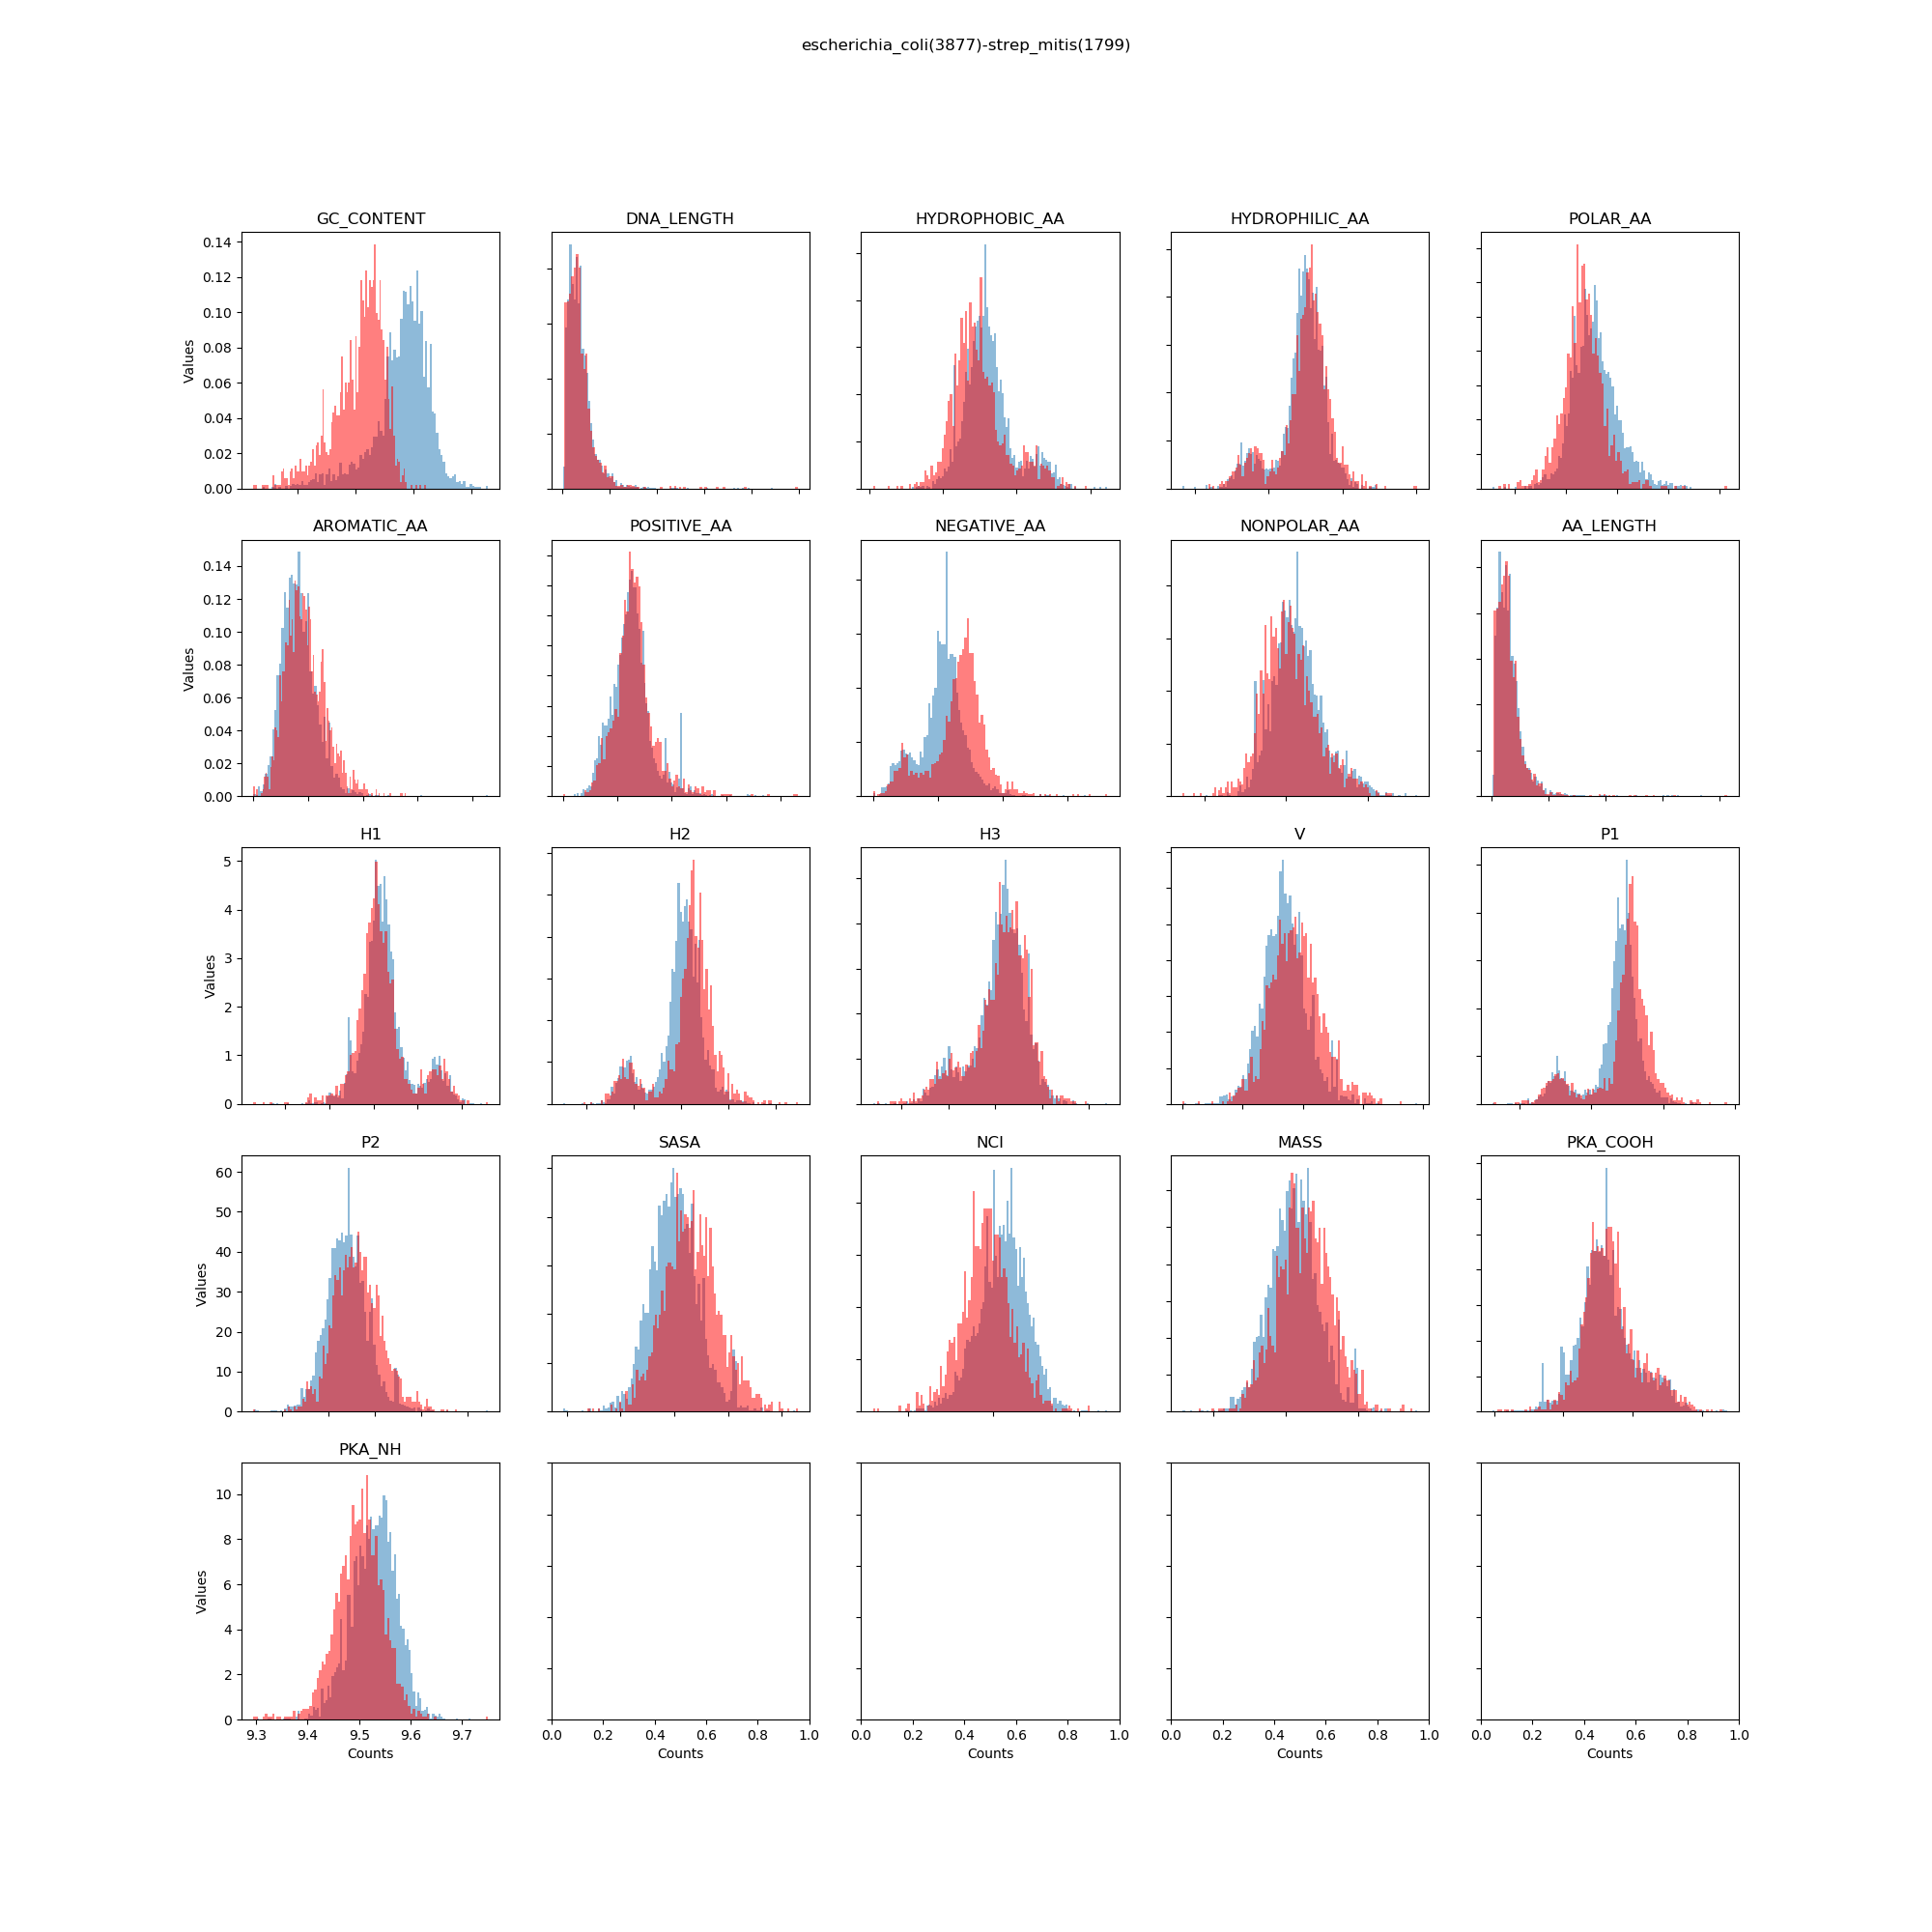 escherichia_coli(3877)-strep_mitis(1799)
GC_CONTENT DNA_LENGTH HYDROPHOBIC_AA HYDROPHILIC_AA POLAR_AA
0.14
0.12
0.10
0.08
0.06
0.04
0.02
0.00
Values
AROMATIC_AA POSITIVE_AA NEGATIVE_AA NONPOLAR_AA AA_LENGTH
0.14
0.12
0.10
0.08
0.06
0.04
0.02
0.00
Values
H1 H2 H3 V P1
5
4
3
2
1
0
Values
P2 SASA NCI MASS PKA_COOH
60
50
40
30
20
10
0
Values
PKA_NH
10
8
6
4
2
0
Values
9.3 9.4 9.5 9.6 9.7 0.0 0.2 0.4 0.6 0.8 1.0 0.0 0.2 0.4 0.6 0.8 1.0 0.0 0.2 0.4 0.6 0.8 1.0 0.0 0.2 0.4 0.6 0.8 1.0
Counts Counts Counts Counts Counts